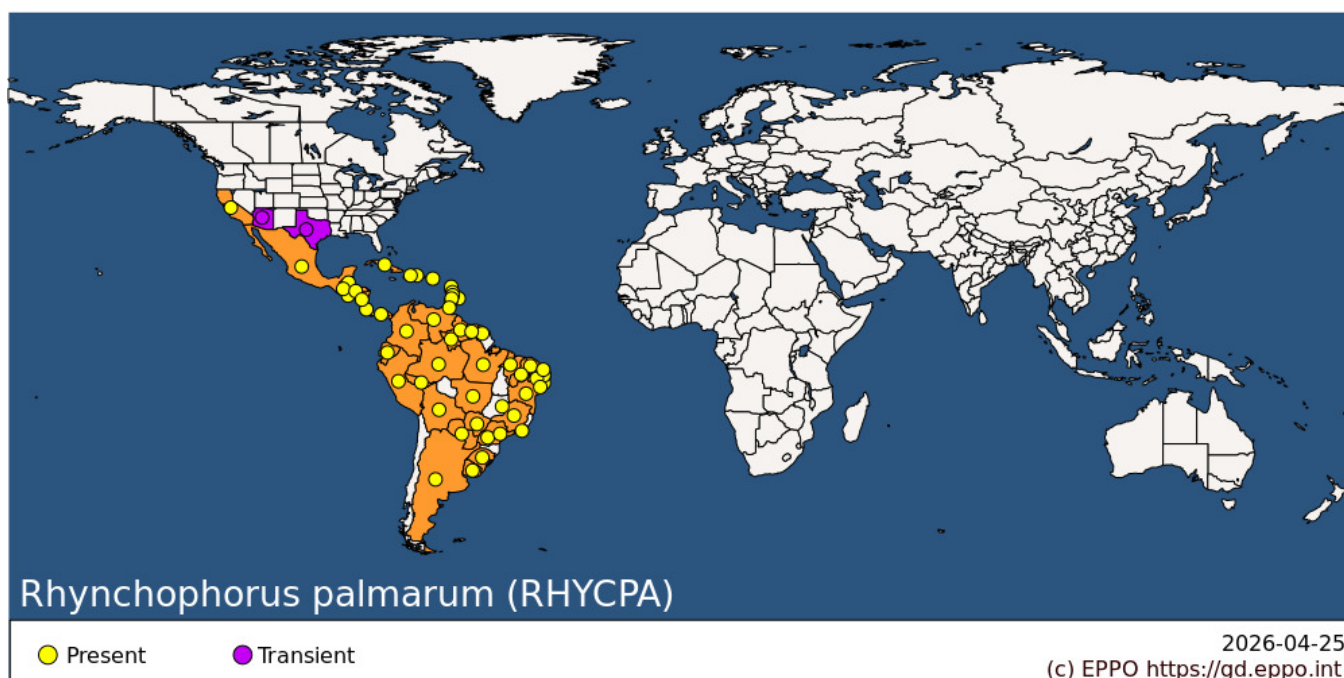 Rhynchophorus palmarum (RHYCPA)
Present
Transient
2026-04-25
(c) EPPO https://gd.eppo.int